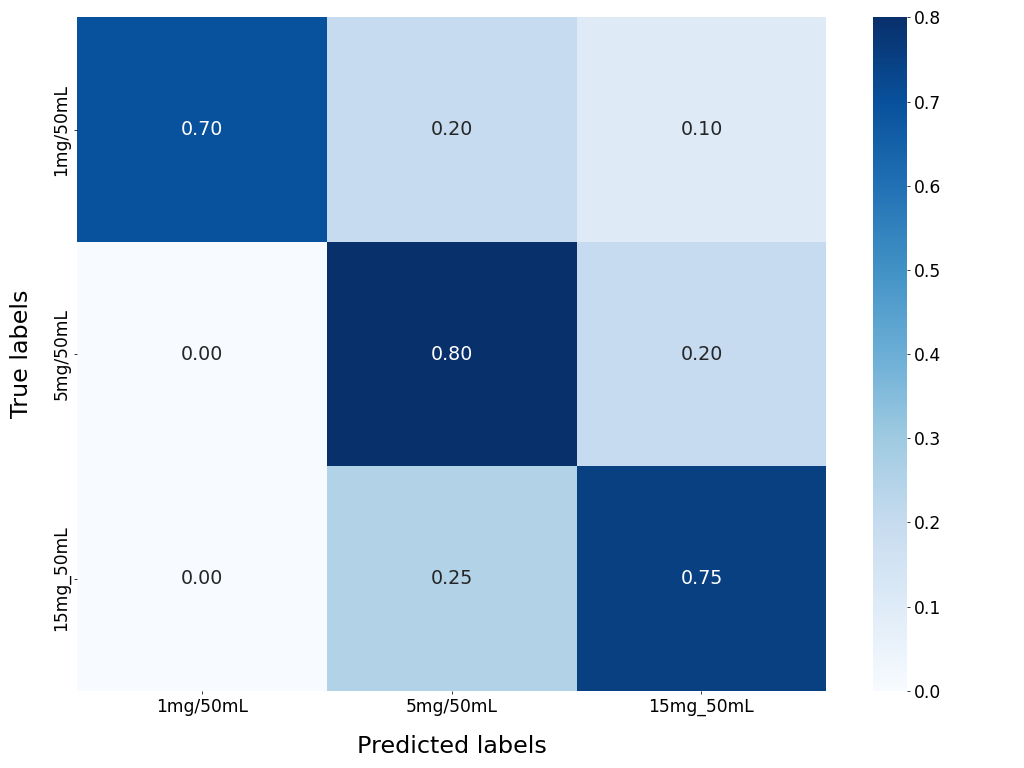 True labels
1mg/50mL
0.70 0.20 0.10
5mg/50mL
0.00 0.80 0.20
15mg_50mL
0.00 0.25 0.75
1mg/50mL 5mg/50mL 15mg_50mL
Predicted labels
0.8
0.7
0.6
0.5
0.4
0.3
0.2
0.1
0.0